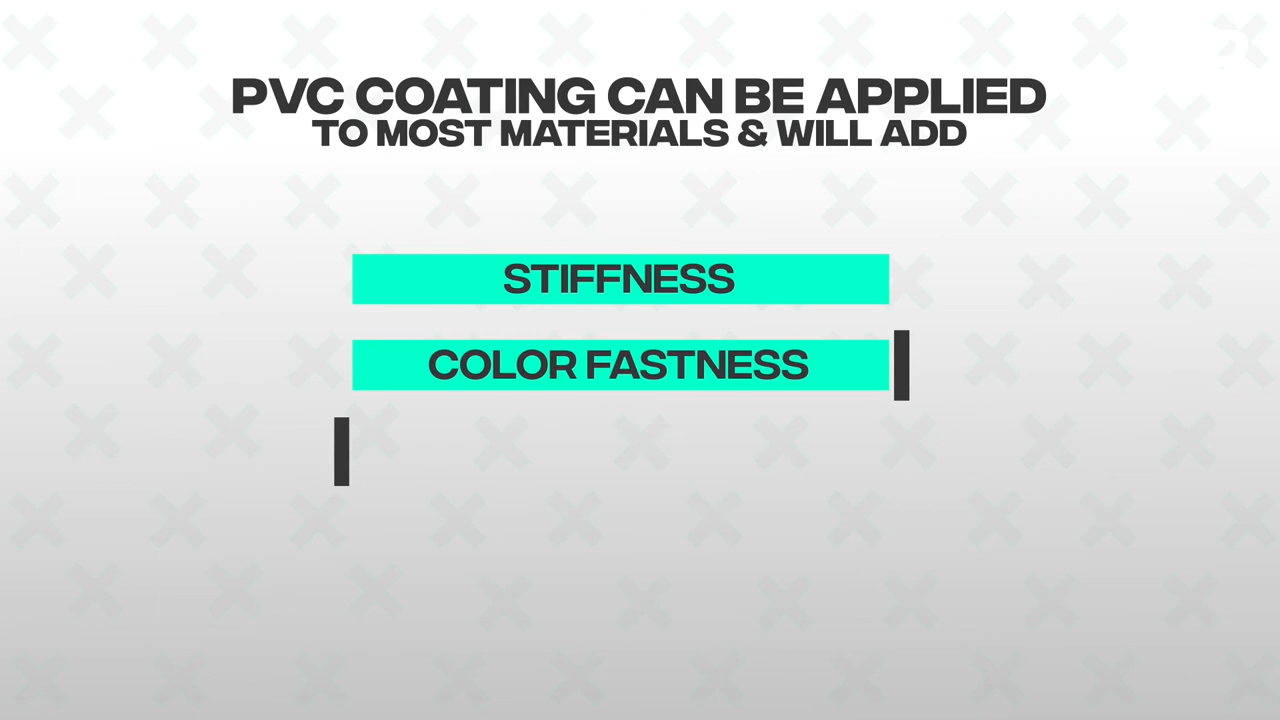 PVC COATING CAN BE APPLIED
TO MOST MATERIALS & WILL ADD
STIFFNESS
COLOR FASTNESS